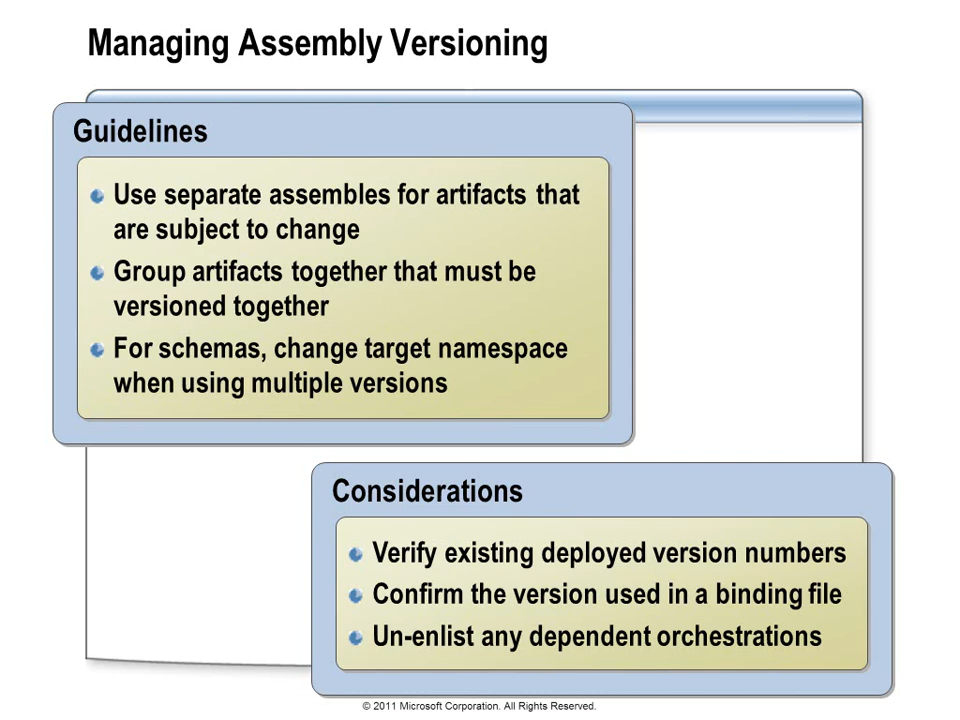 Managing Assembly Versioning
Guidelines
Use separate assembles for artifacts that
are subject to change
Group artifacts together that must be
versioned together
For schemas, change target namespace
when using multiple versions
Considerations
Verify existing deployed version numbers
Confirm the version used in a binding file
Un-enlist any dependent orchestrations
© 2011 Microsoft Corporation. All Rights Reserved.